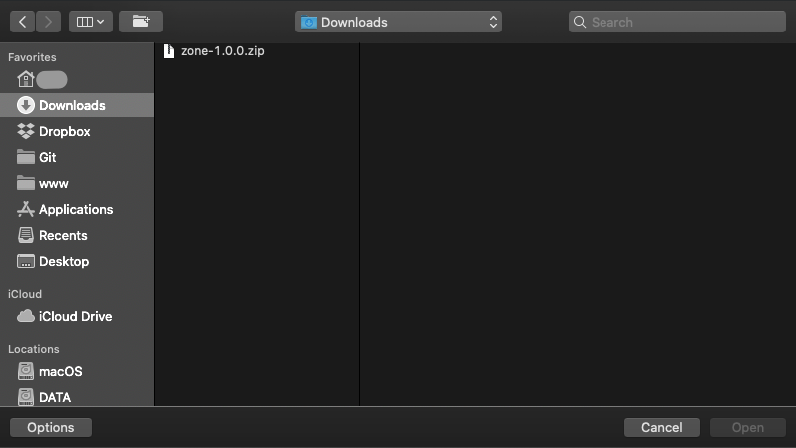 Downloads
Search
Favorites
Downloads
Dropbox
Git
www
Applications
Recents
Desktop
iCloud
iCloud Drive
Locations
macOS
DATA
zone-1.0.0.zip
Options
Cancel
Open